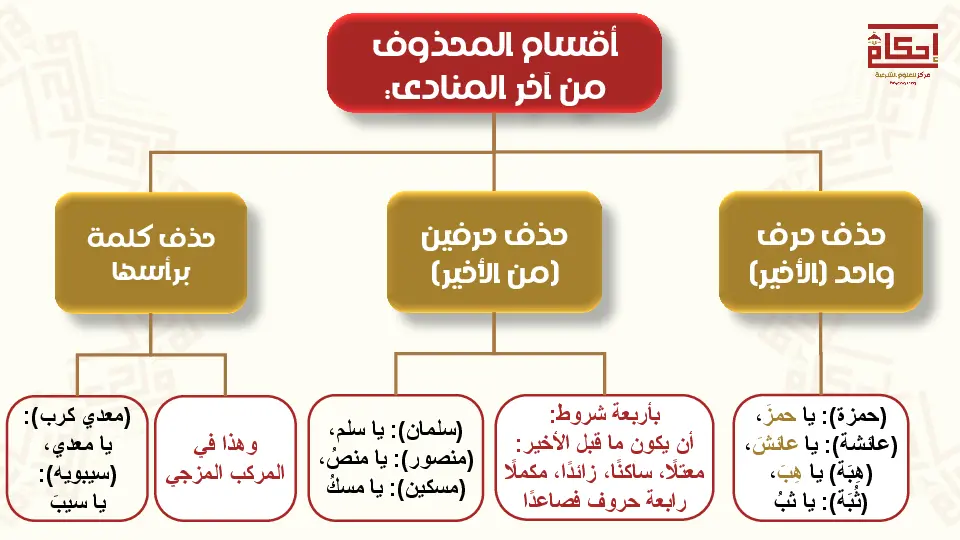 أقسام المحذوف
من آخر المنادى:
إحكام
مركز للعلوم الشرعية
حذف حرف
واحد (الأخير)
حذف حرفين
(من الأخير)
حذف كلمة
برأسها
(حمزة): يا حمزَ،
(عائشة): يا عائشَ،
(هِبَة) يا هِبَ،
(ثُبَة): يا ثبُ
بأربعة شروط:
أن يكون ما قبل الأخير:
معتلًا، ساكنًا، زائدًا، مكملًا
رابعة حروف فصاعدًا
(سلمان): يا سلم،
(منصور): يا منصُ،
(مسكين): يا مسكُ
وهذا في
المركب المزجي
(معدي كرب):
يا معدي،
(سيبويه):
يا سيبَ